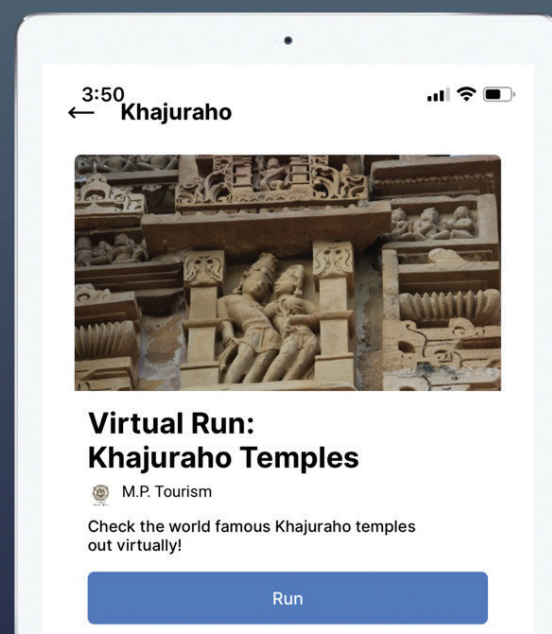 3:50
Khajuraho
Virtual Run:
Khajuraho Temples
M.P. Tourism
Check the world famous Khajuraho temples
out virtually!
Run